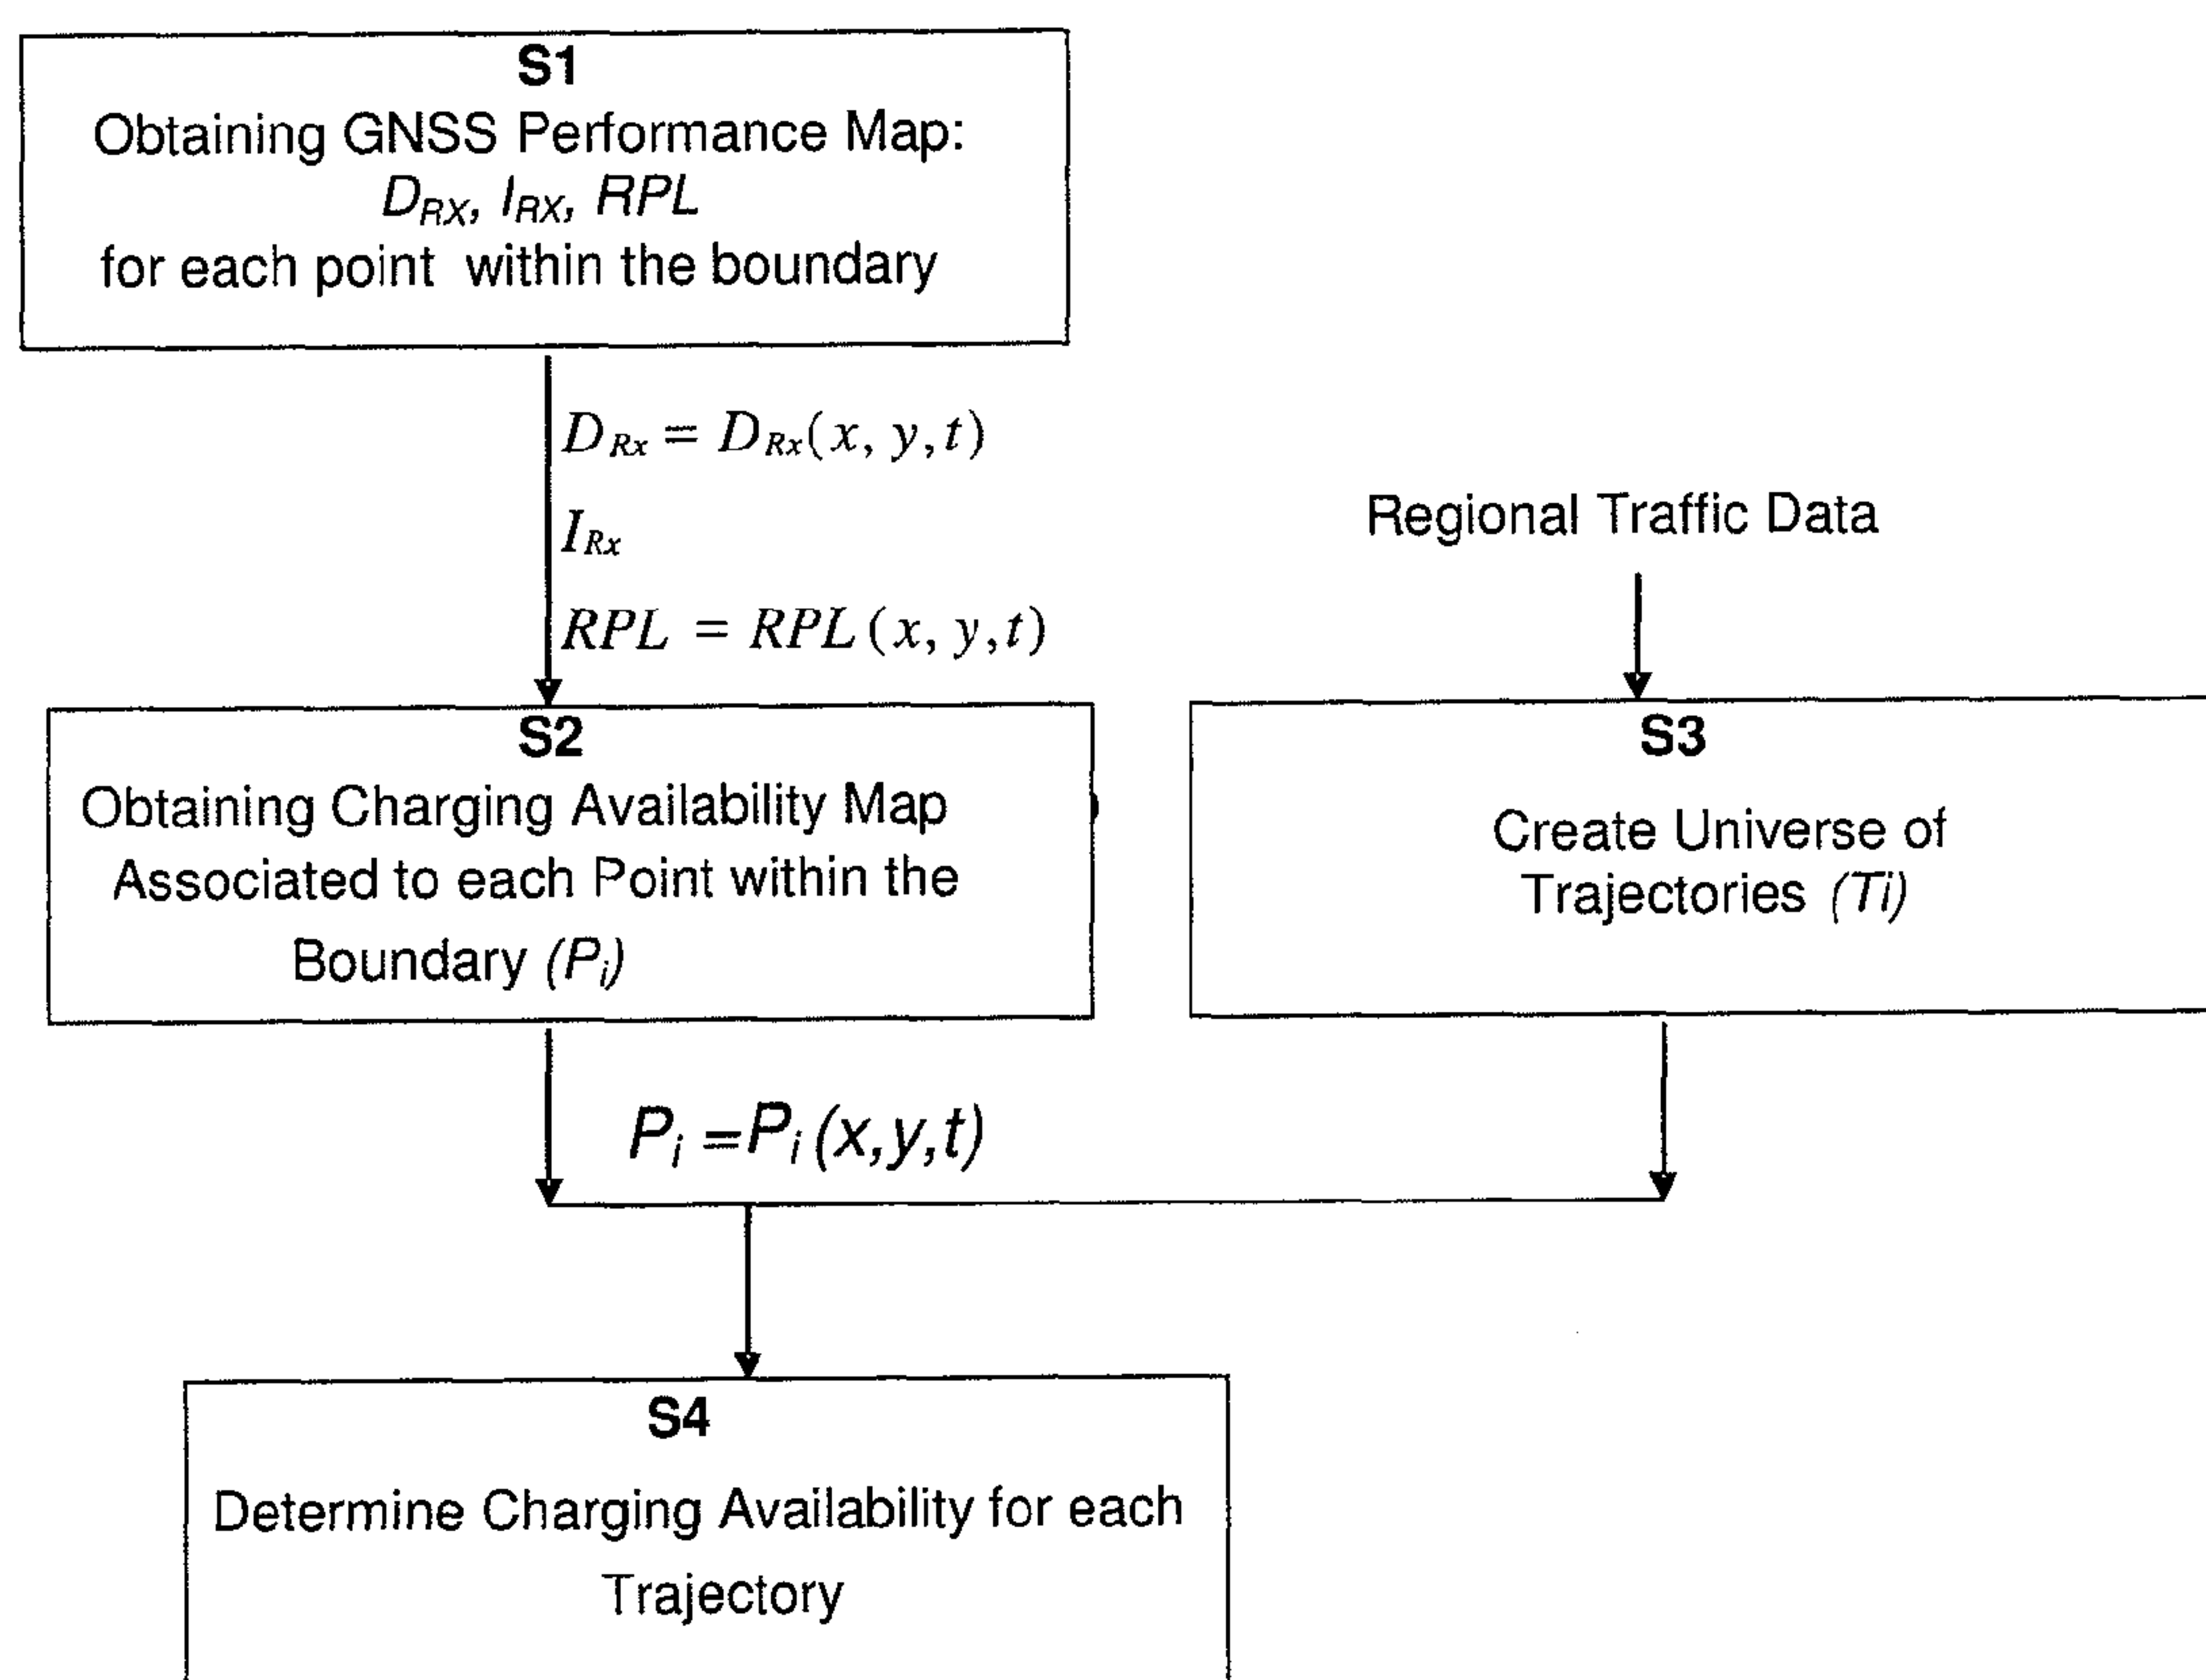 S1
Obtaining GNSS Performance Map:
D_RX, I_RX, RPL
for each point within the boundary
D_Rx = D_Rx(x, y,t)
I_Rx
RPL = RPL(x, y,t)
Regional Traffic Data
S2
Obtaining Charging Availability Map
Associated to each Point within the
Boundary (P_i)
S3
Create Universe of
Trajectories (Ti)
P_i =P_i(x,y,t)
S4
Determine Charging Availability for each
Trajectory